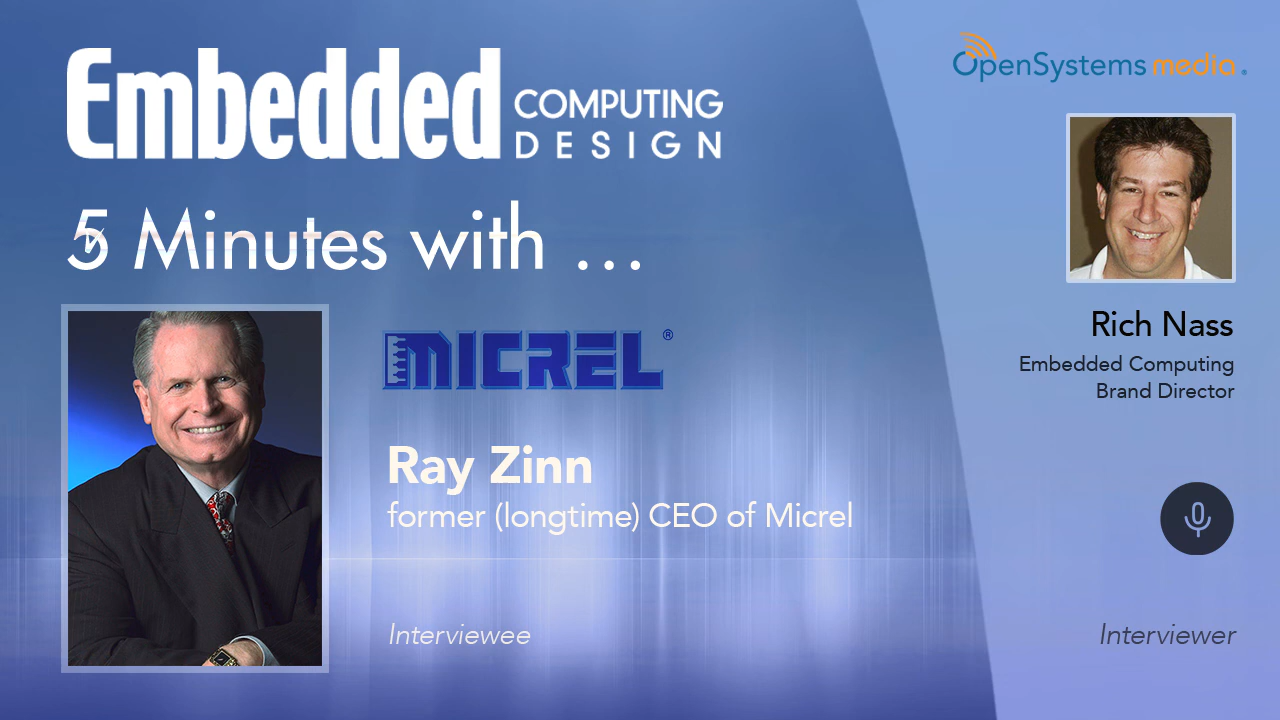 Embedded COMPUTING DESIGN
5 Minutes with ...
MICREL®
Ray Zinn
former (longtime) CEO of Micrel
Interviewee
OpenSystems media®
Rich Nass
Embedded Computing
Brand Director
Interviewer